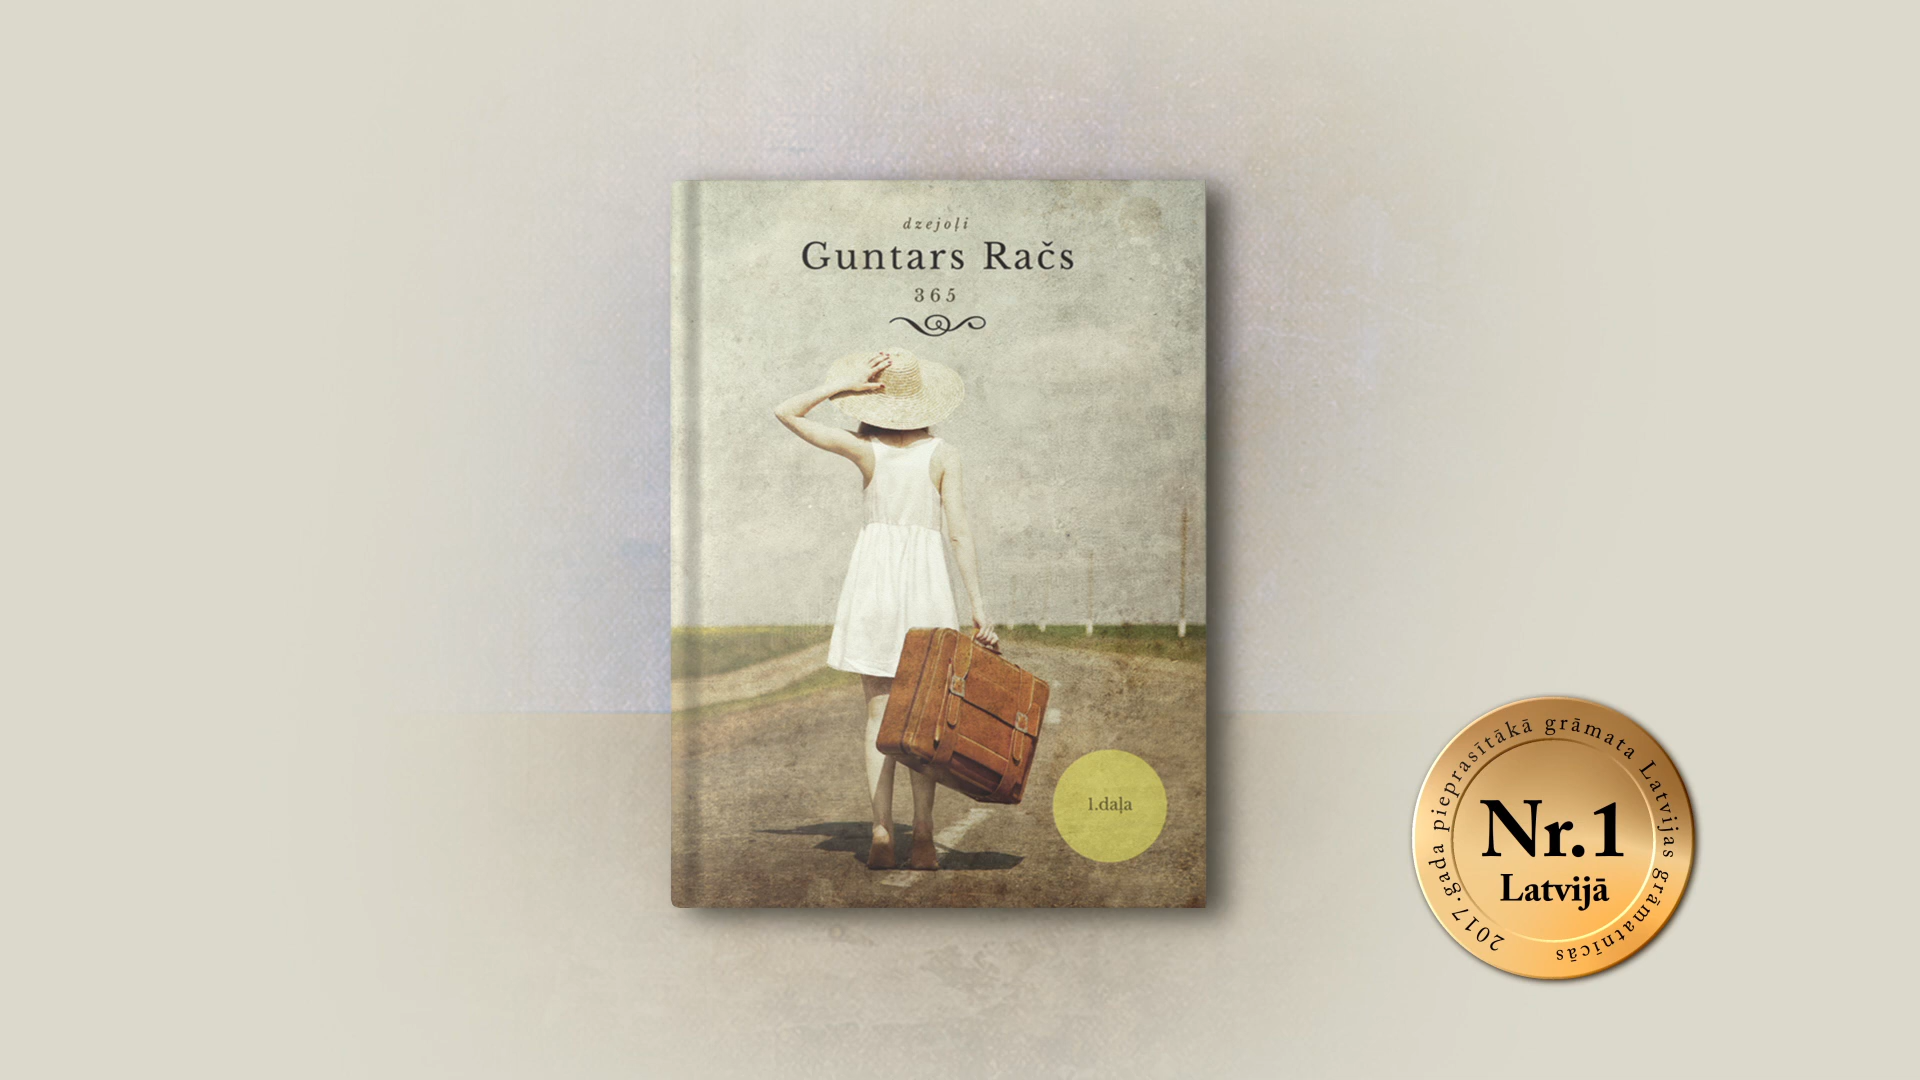 dzejoļi
Guntars Račs
365
1.daļa
2017.gada pieprasītākā grāmata Latvijas grāmatnīcās
Nr.1
Latvijā